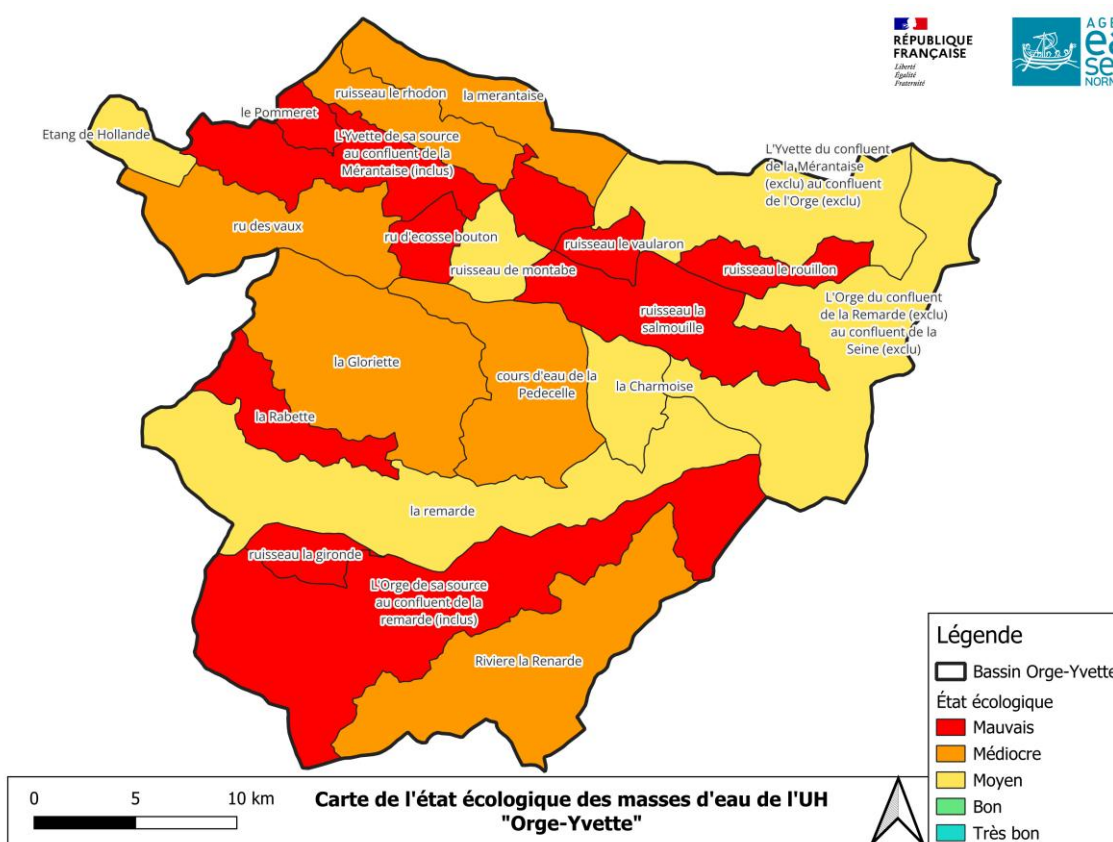 RÉPUBLIQUE
FRANÇAISE
Liberté
Égalité
Fraternité
ruisseau le rhodon
la merantaise
le Pommeret
Etang de Hollande
L'Yvette de sa source
au confluent de la
Mérantaise (inclus)
L'Yvette du confluent
de la Mérantaise
(exclu) au confluent
de l'Orge (exclu)
ru des vaux
ru d'ecosse bouton
ruisseau le vaularon
ruisseau de montabe
ruisseau le rouillon
ruisseau la
salmouille
L'Orge du confluent
de la Remarde (exclu)
au confluent de la
Seine (exclu)
la Gloriette
cours d'eau de la
Pedecelle
la Charmoise
la Rabette
la remarde
ruisseau la gironde
L'Orge de sa source
au confluent de la
remarde (inclus)
Riviere la Renarde
Légende
Bassin Orge-Yvette
État écologique
Mauvais
Médiocre
Moyen
Bon
Très bon
0 5 10 km
Carte de l'état écologique des masses d'eau de l'UH
"Orge-Yvette"